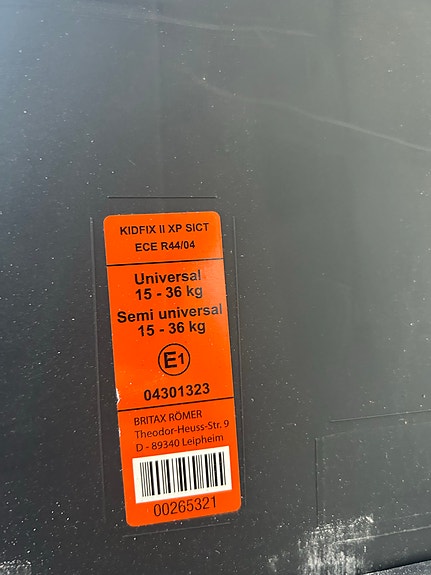 KIDFIX II XP SICT
ECE R44/04
Universal
15 - 36 kg
Semi universal
15 - 36 kg
E1
04301323
BRITAX RÖMER
Theodor-Heuss-Str. 9
D - 89340 Leipheim
00265321